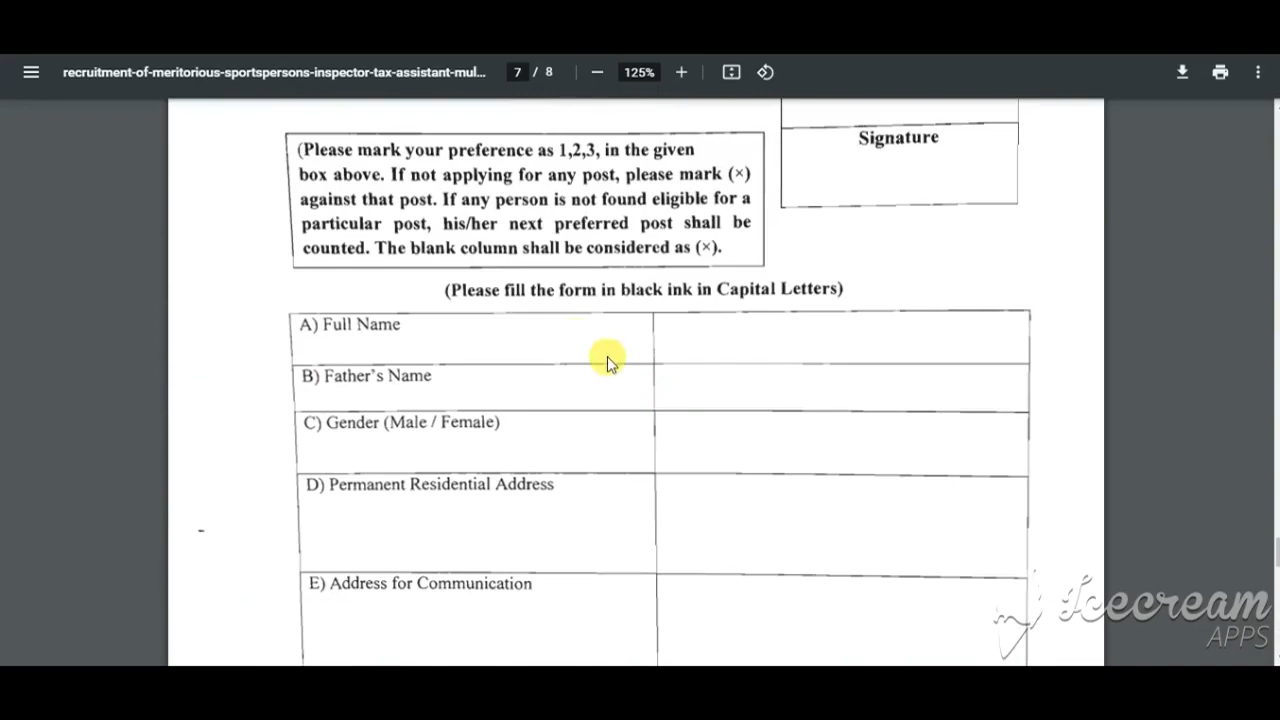 recruitment-of-meritorious-sportspersons-inspector-tax-assistant-mul...
7 / 8
125%
Signature
(Please mark your preference as 1,2,3, in the given
box above. If not applying for any post, please mark (×)
against that post. If any person is not found eligible for a
particular post, his/her next preferred post shall be
counted. The blank column shall be considered as (×).
(Please fill the form in black ink in Capital Letters)
A) Full Name
B) Father's Name
C) Gender (Male / Female)
D) Permanent Residential Address
E) Address for Communication
Icecream
APPS